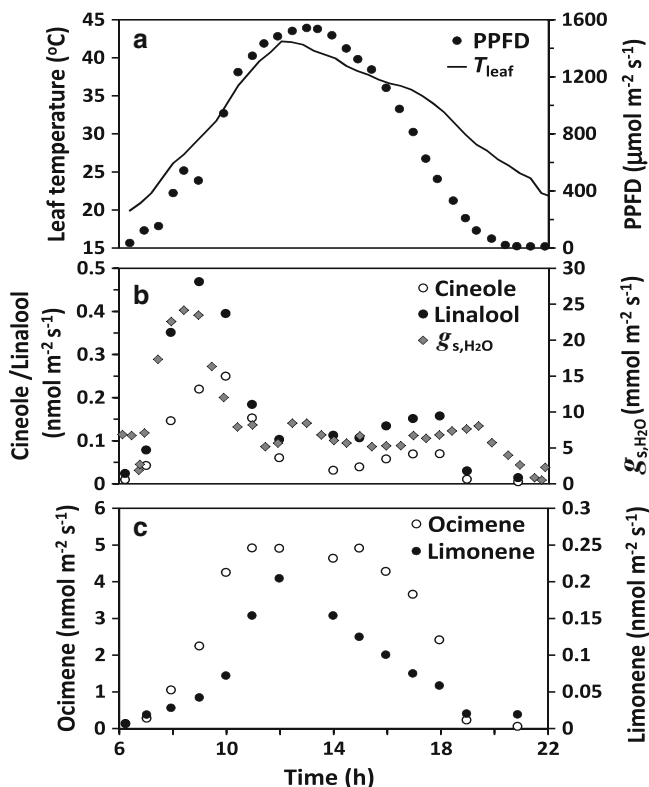 a
PPFD
T leaf
Leaf temperature (ºC)
45
40
35
30
25
20
15
1600
1200
800
400
0
PPFD (μmol m⁻² s⁻¹)
b
Cineole
Linalool
g s,H₂O
Cineole /Linalool
(nmol m⁻² s⁻¹)
0.5
0.4
0.3
0.2
0.1
0
30
25
20
15
10
5
0
g s,H₂O (mmol m⁻² s⁻¹)
c
Ocimene
Limonene
Ocimene (nmol m⁻² s⁻¹)
6
5
4
3
2
1
0
0.3
0.25
0.2
0.15
0.1
0.05
0
Limonene (nmol m⁻² s⁻¹)
6 10 14 18 22
Time (h)